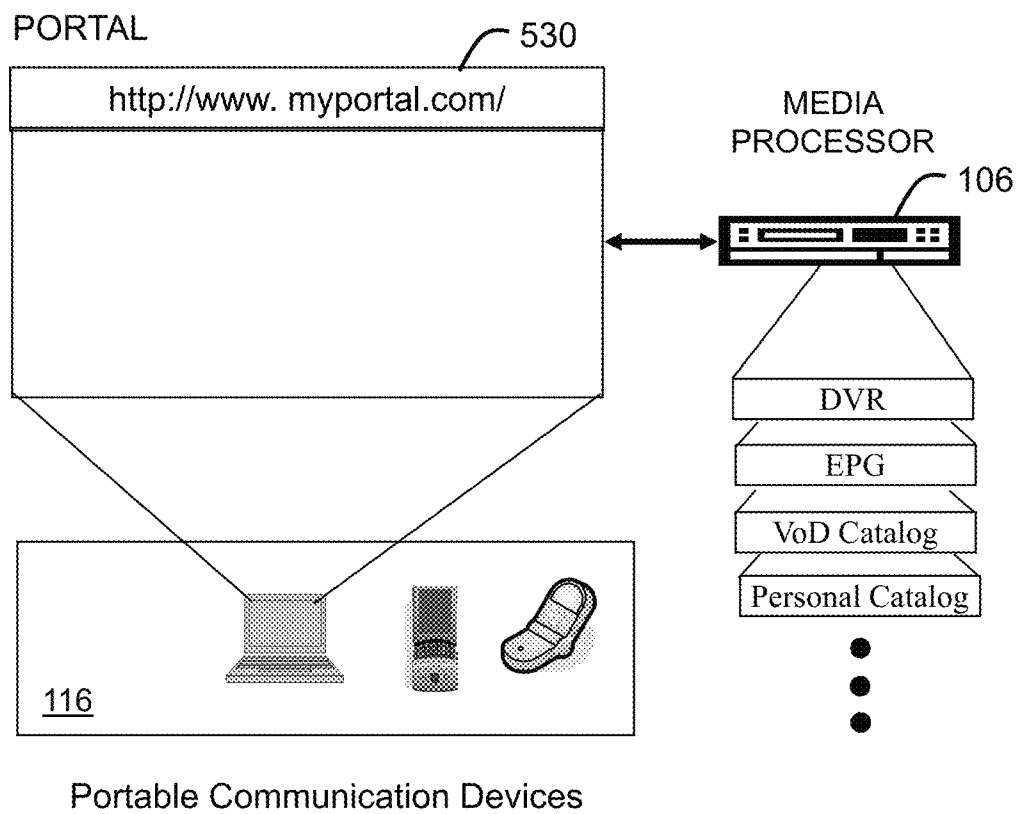 PORTAL
530
http://www. myportal.com/
MEDIA
PROCESSOR
106
DVR
EPG
VoD Catalog
Personal Catalog
116
Portable Communication Devices